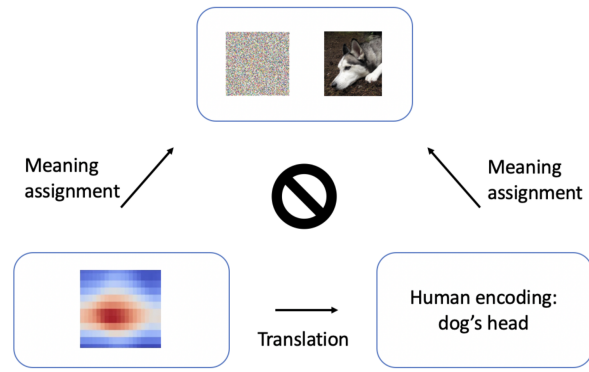 Meaning
assignment
Meaning
assignment
Translation
Human encoding:
dog's head